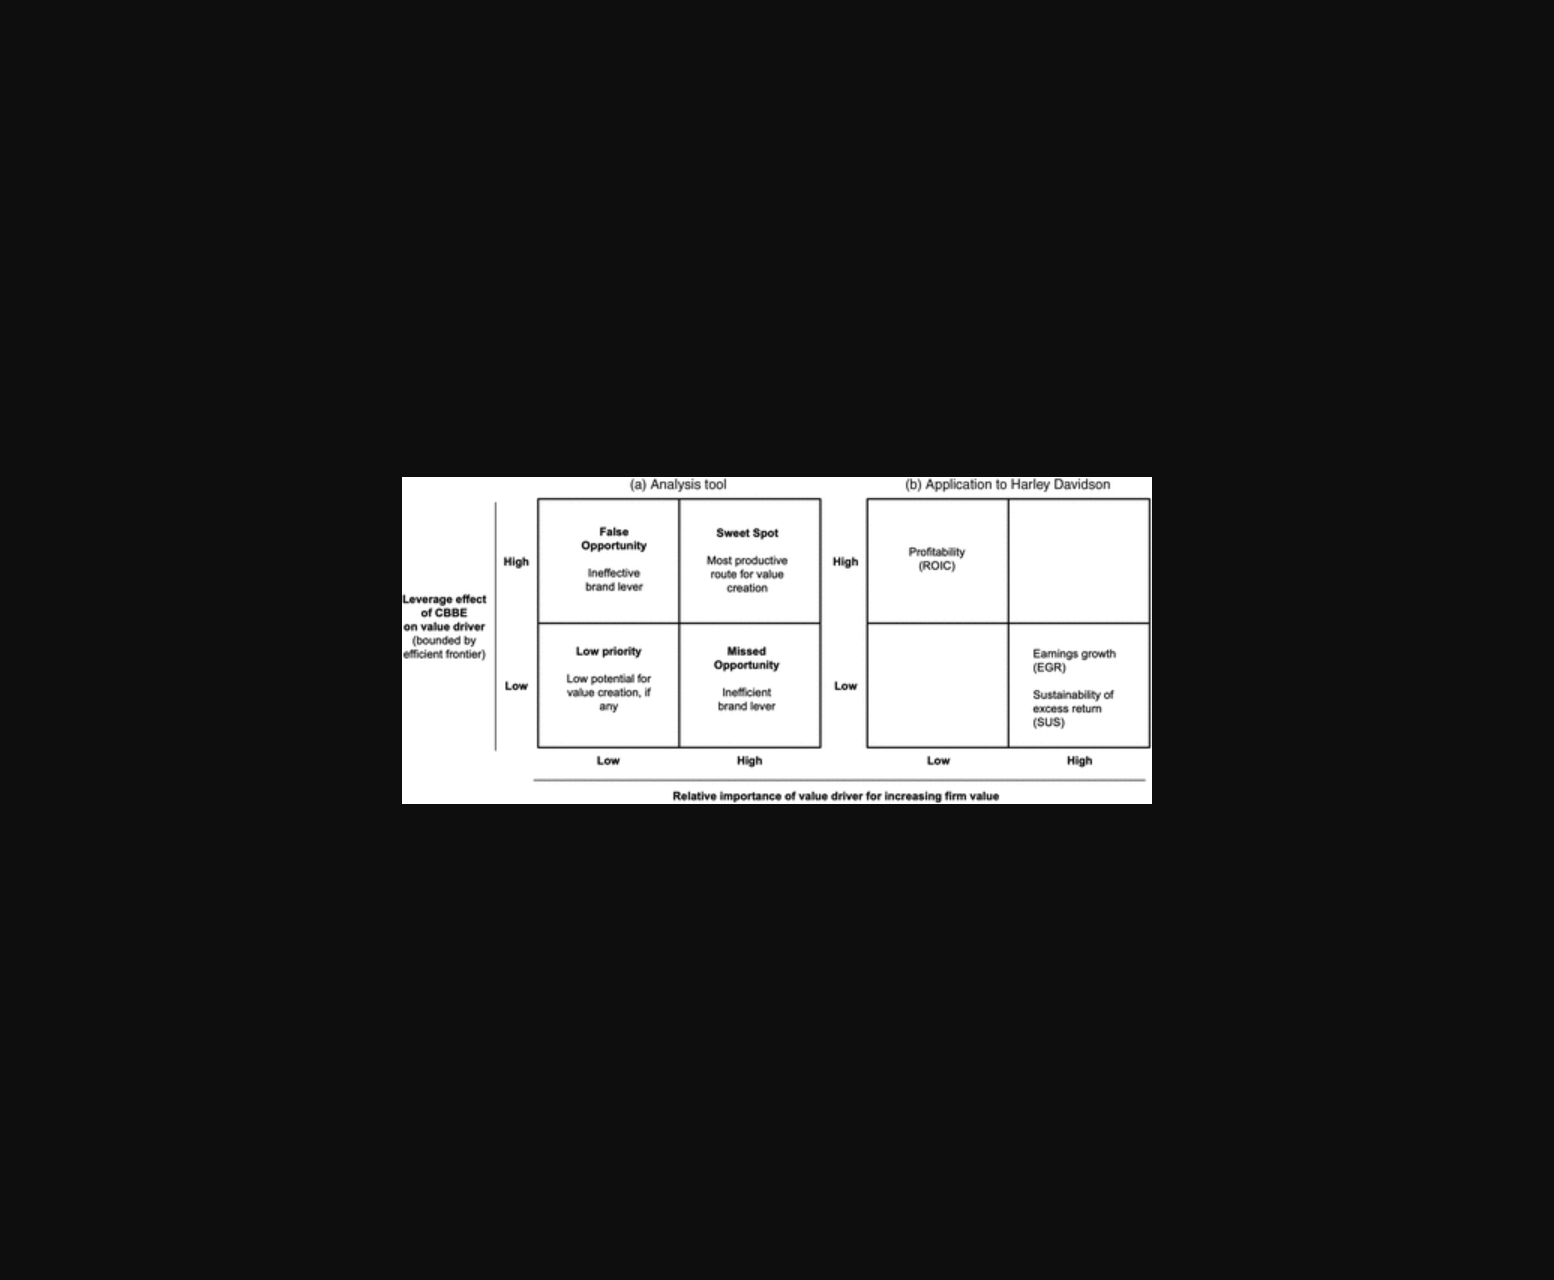 (a) Analysis tool
(b) Application to Harley Davidson
Leverage effect
of CBBE
on value driver
(bounded by
efficient frontier)
High
False
Opportunity
Ineffective
brand lever
Sweet Spot
Most productive
route for value
creation
Low
Low priority
Low potential for
value creation, if
any
Missed
Opportunity
Inefficient
brand lever
Low
High
High
Profitability
(ROIC)
Low
Earnings growth
(EGR)
Sustainability of
excess return
(SUS)
Low
High
Relative importance of value driver for increasing firm value